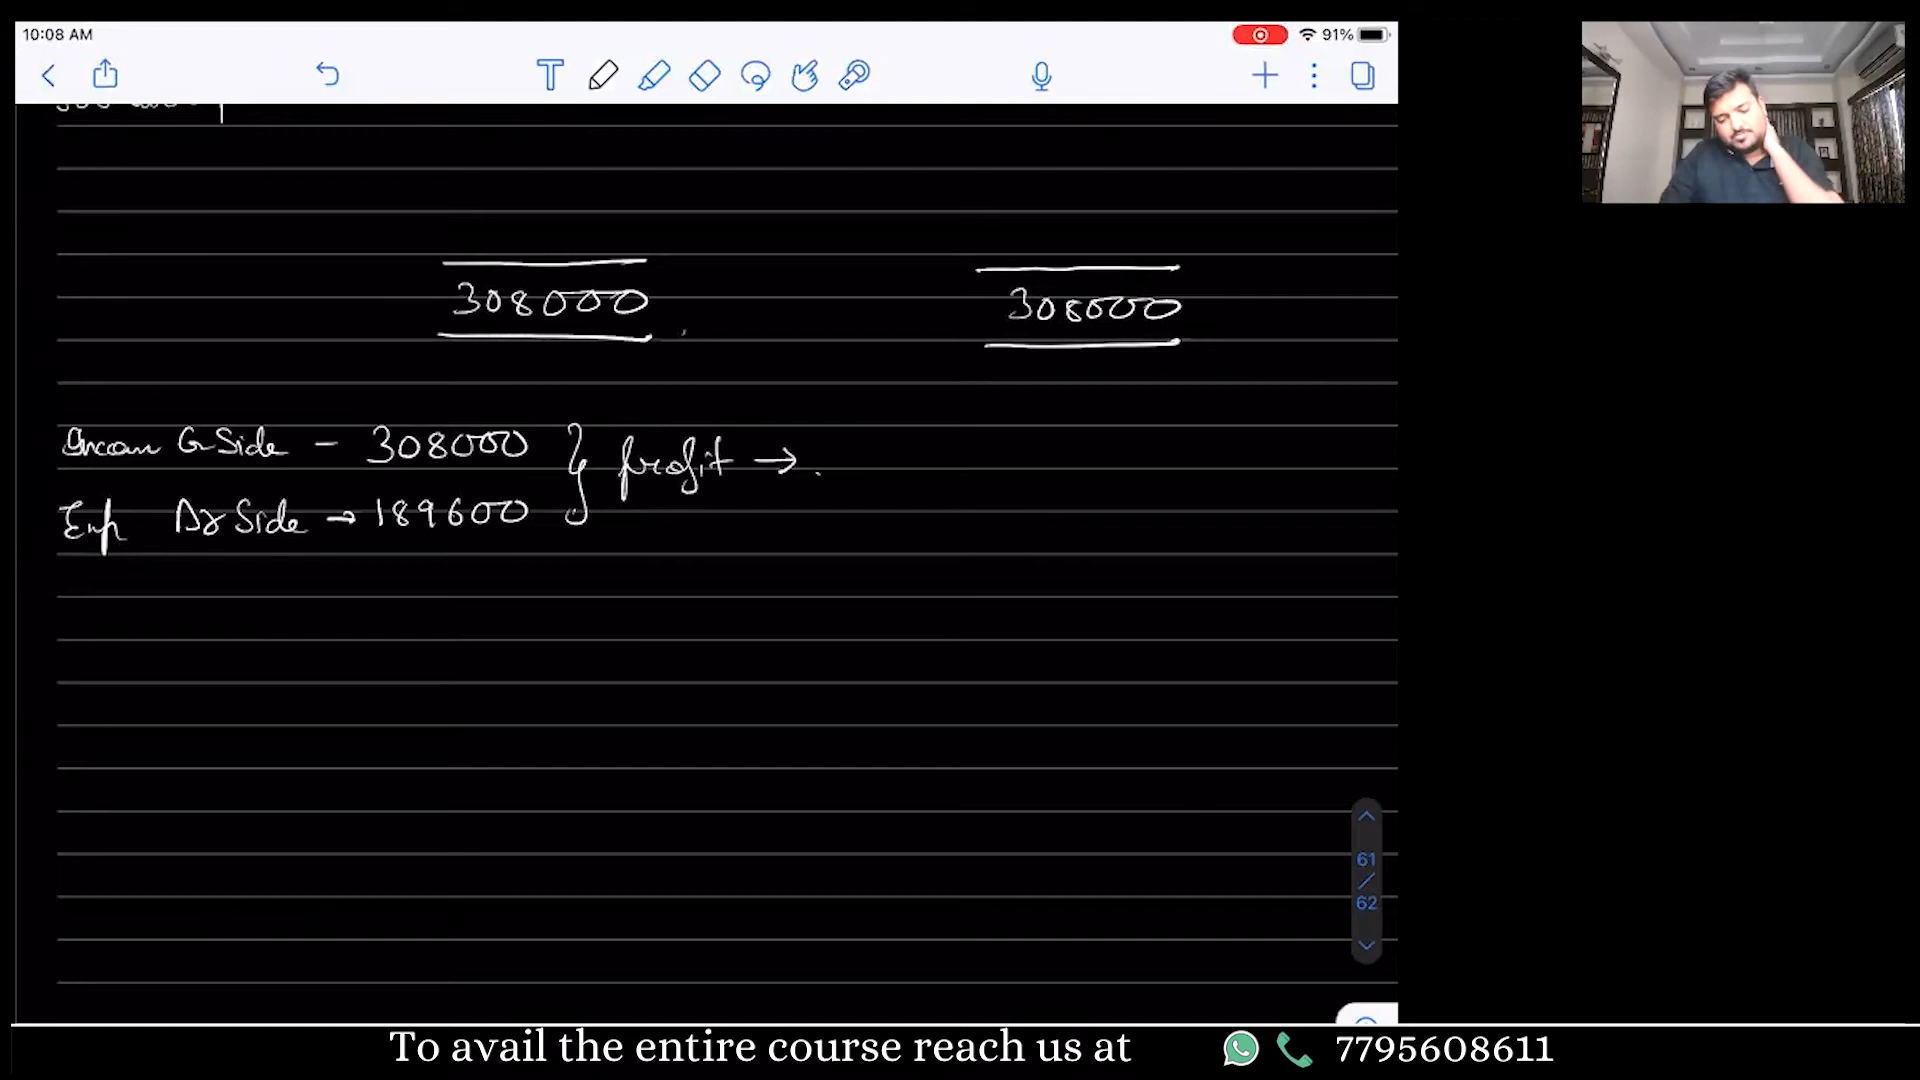 10:08 AM
91%
308000 308000
Cr Side - 308000 } Profit →
Exp Dr Side → 189600
61
/
62
To avail the entire course reach us at 7795608611